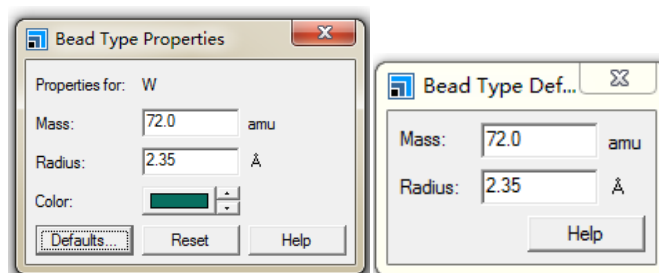 Bead Type Properties
Properties for: W
Mass: 72.0 amu
Radius: 2.35 Å
Color:
Defaults... Reset Help
Bead Type Def...
Mass: 72.0 amu
Radius: 2.35 Å
Help